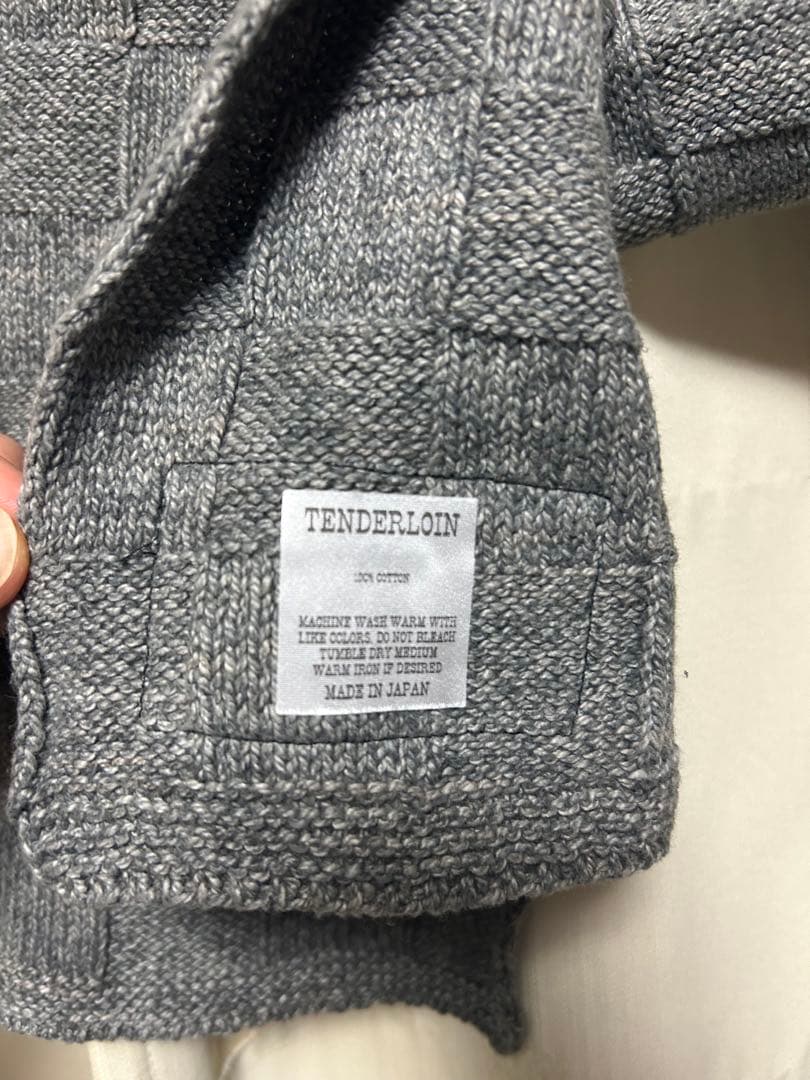 TENDERLOIN
100% COTTON
MACHINE WASH WARM WITH
LIKE COLORS. DO NOT BLEACH
TUMBLE DRY MEDIUM
WARM IRON IF DESIRED
MADE IN JAPAN